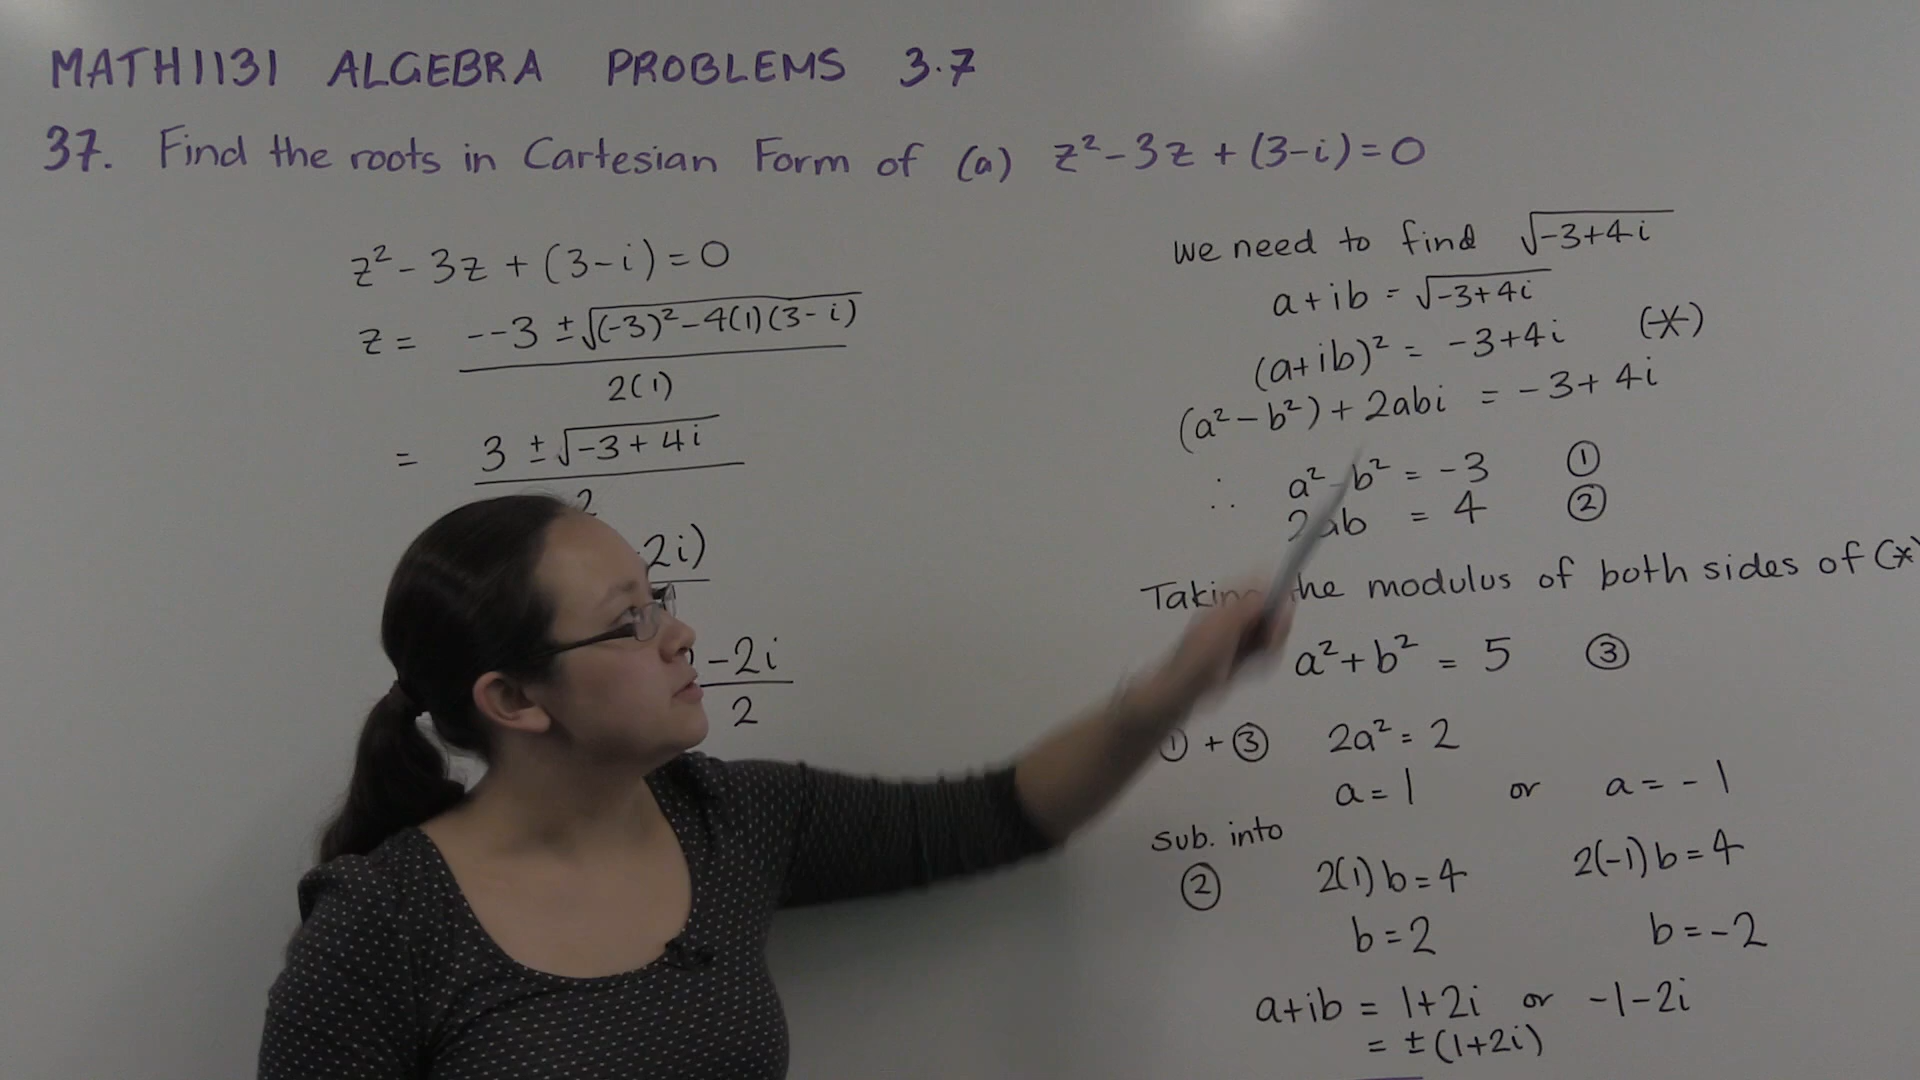 MATH1131 ALGEBRA PROBLEMS 3.7
37. Find the roots in Cartesian Form of (a) z² - 3z + (3-i) = 0
z² - 3z + (3-i) = 0
z = --3 ± √(-3)² - 4(1)(3-i)
2(1)
= 3 ± √-3+4i
2
2i)
-2i
2
we need to find √-3+4i
a+ib = √-3+4i
(a+ib)² = -3+4i (*)
(a²-b²) + 2abi = -3+4i
∴ a²-b² = -3 ①
2ab = 4 ②
Taking the modulus of both sides of (*)
a²+b² = 5 ③
① + ③ 2a² = 2
a = 1 or a = -1
sub. into
② 2(1)b = 4 2(-1)b = 4
b = 2 b = -2
a+ib = 1+2i or -1-2i
= ±(1+2i)